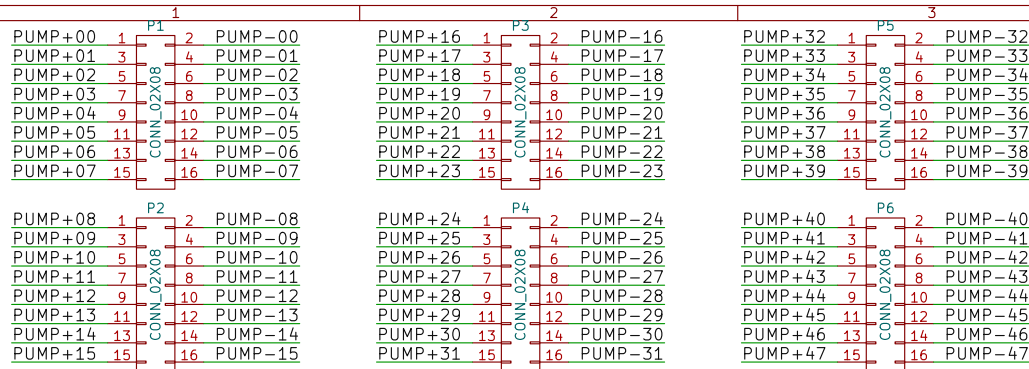 1 2 3
P1 P3 P5
PUMP+00 1 2 PUMP-00 PUMP+16 1 2 PUMP-16 PUMP+32 1 2 PUMP-32
PUMP+01 3 4 PUMP-01 PUMP+17 3 4 PUMP-17 PUMP+33 3 4 PUMP-33
PUMP+02 5 6 PUMP-02 PUMP+18 5 6 PUMP-18 PUMP+34 5 6 PUMP-34
PUMP+03 7 8 PUMP-03 PUMP+19 7 8 PUMP-19 PUMP+35 7 8 PUMP-35
PUMP+04 9 10 PUMP-04 PUMP+20 9 10 PUMP-20 PUMP+36 9 10 PUMP-36
PUMP+05 11 12 PUMP-05 PUMP+21 11 12 PUMP-21 PUMP+37 11 12 PUMP-37
PUMP+06 13 14 PUMP-06 PUMP+22 13 14 PUMP-22 PUMP+38 13 14 PUMP-38
PUMP+07 15 16 PUMP-07 PUMP+23 15 16 PUMP-23 PUMP+39 15 16 PUMP-39
CONN_02X08 CONN_02X08 CONN_02X08
P2 P4 P6
PUMP+08 1 2 PUMP-08 PUMP+24 1 2 PUMP-24 PUMP+40 1 2 PUMP-40
PUMP+09 3 4 PUMP-09 PUMP+25 3 4 PUMP-25 PUMP+41 3 4 PUMP-41
PUMP+10 5 6 PUMP-10 PUMP+26 5 6 PUMP-26 PUMP+42 5 6 PUMP-42
PUMP+11 7 8 PUMP-11 PUMP+27 7 8 PUMP-27 PUMP+43 7 8 PUMP-43
PUMP+12 9 10 PUMP-12 PUMP+28 9 10 PUMP-28 PUMP+44 9 10 PUMP-44
PUMP+13 11 12 PUMP-13 PUMP+29 11 12 PUMP-29 PUMP+45 11 12 PUMP-45
PUMP+14 13 14 PUMP-14 PUMP+30 13 14 PUMP-30 PUMP+46 13 14 PUMP-46
PUMP+15 15 16 PUMP-15 PUMP+31 15 16 PUMP-31 PUMP+47 15 16 PUMP-47
CONN_02X08 CONN_02X08 CONN_02X08